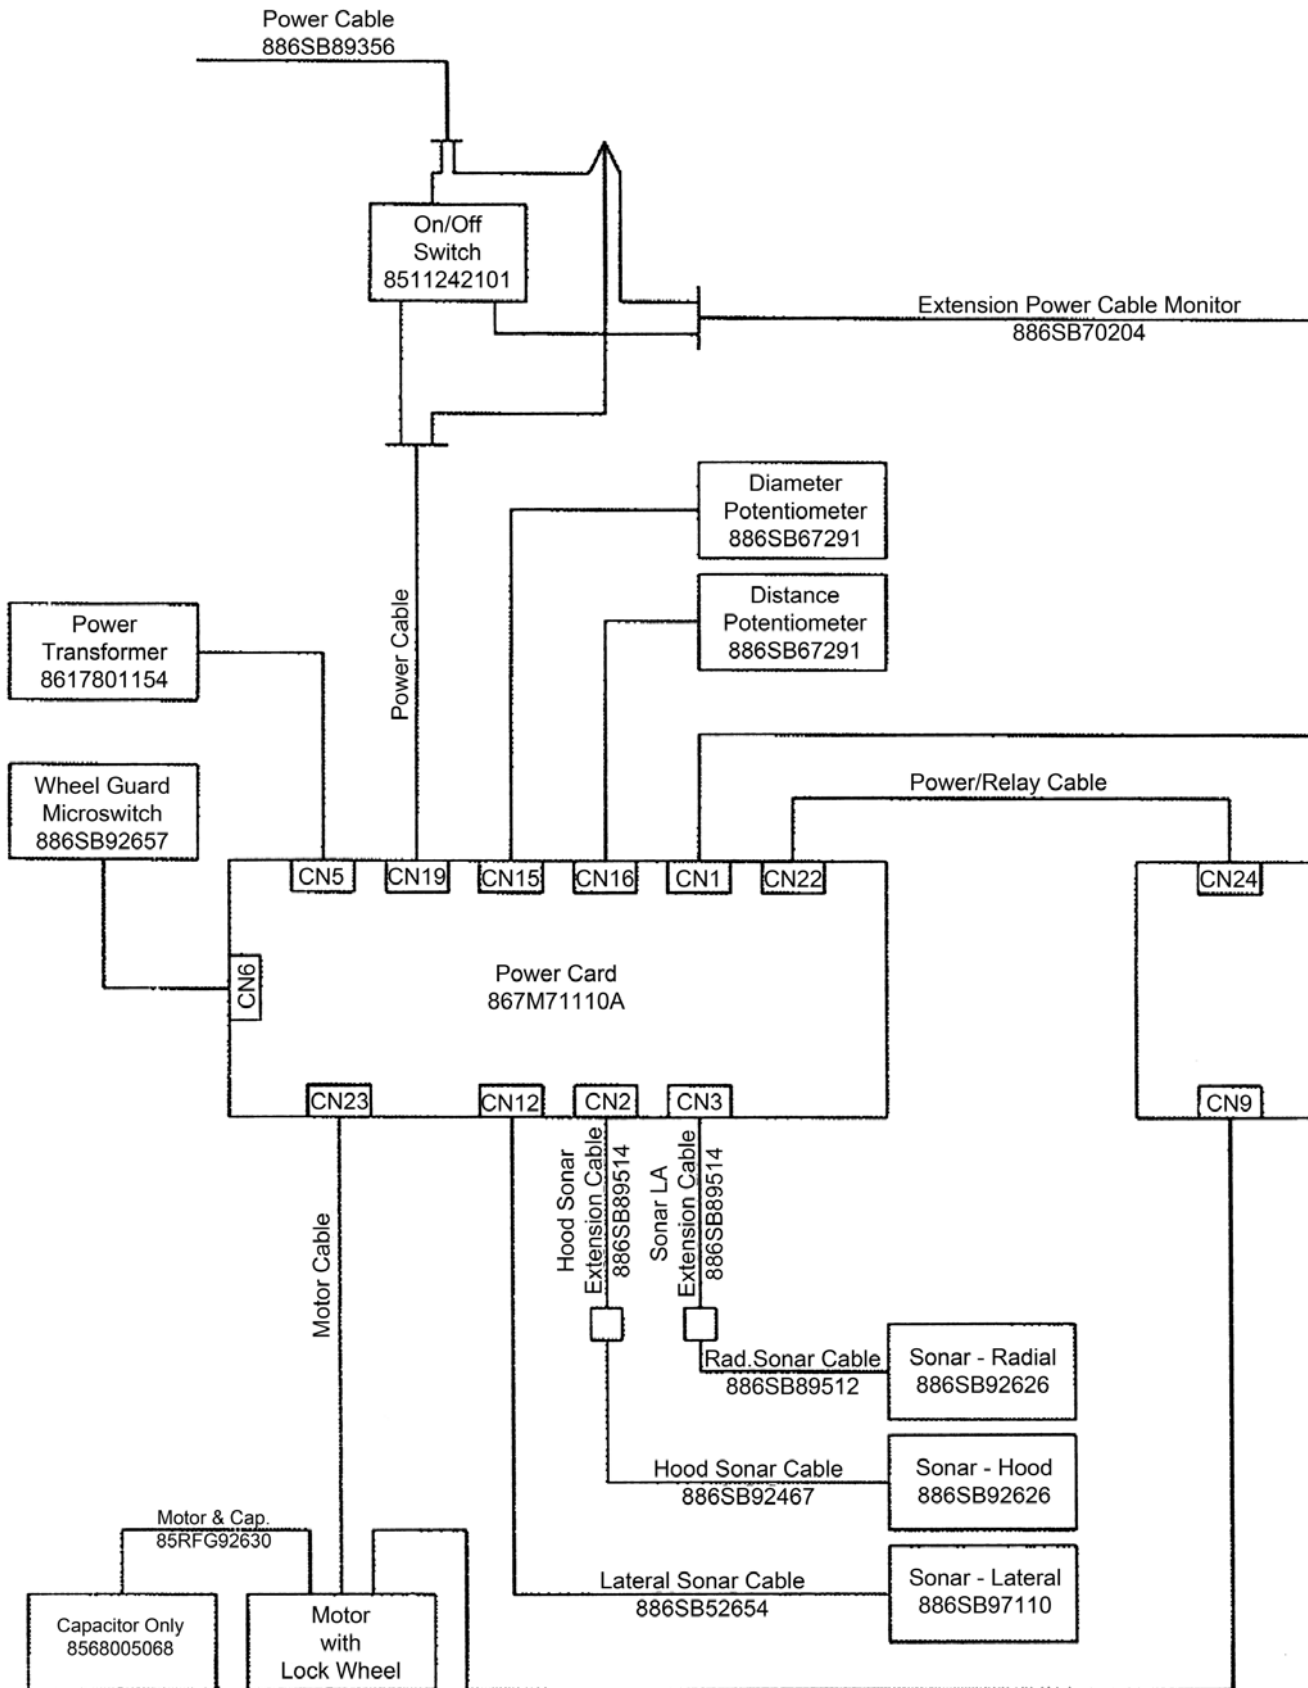 Power Cable
886SB89356
On/Off
Switch
8511242101
Extension Power Cable Monitor
886SB70204
Diameter
Potentiometer
886SB67291
Distance
Potentiometer
886SB67291
Power
Transformer
8617801154
Power Cable
Wheel Guard
Microswitch
886SB92657
Power/Relay Cable
CN5
CN19
CN15
CN16
CN1
CN22
CN24
CN6
Power Card
867M71110A
CN23
CN12
CN2
CN3
CN9
Motor Cable
Hood Sonar
Extension Cable
886SB89514
Sonar LA
Extension Cable
886SB89514
Rad.Sonar Cable
886SB89512
Sonar - Radial
886SB92626
Hood Sonar Cable
886SB92467
Sonar - Hood
886SB92626
Motor & Cap.
85RFG92630
Lateral Sonar Cable
886SB52654
Sonar - Lateral
886SB97110
Capacitor Only
8568005068
Motor
with
Lock Wheel